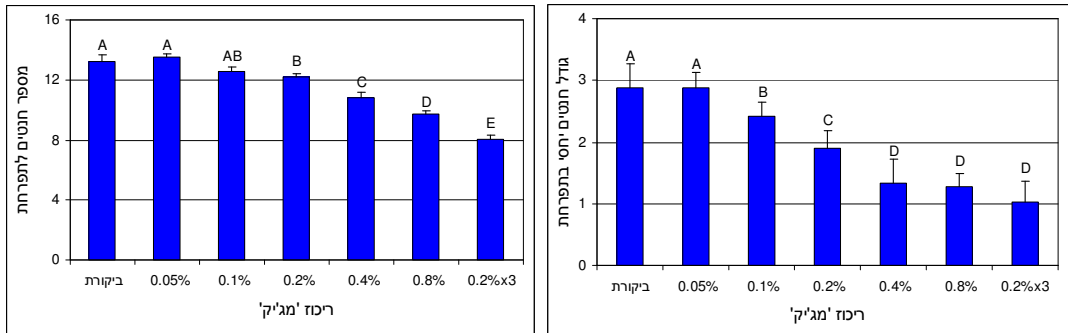 מספר חנטים לתפרחת
16
12
8
4
0
A A AB B C D E
ביקורת 0.05% 0.1% 0.2% 0.4% 0.8% 0.2%x3
ריכוז 'מג'יק'
גודל חנטים יחסי בתפרחת
4
3
2
1
0
A A B C D D D
ביקורת 0.05% 0.1% 0.2% 0.4% 0.8% 0.2%x3
ריכוז 'מג'יק'